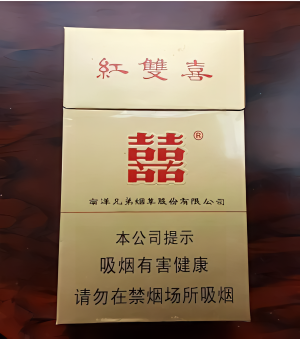 紅雙喜
囍®
南洋兄弟烟草股份有限公司
本公司提示
吸烟有害健康
请勿在禁烟场所吸烟